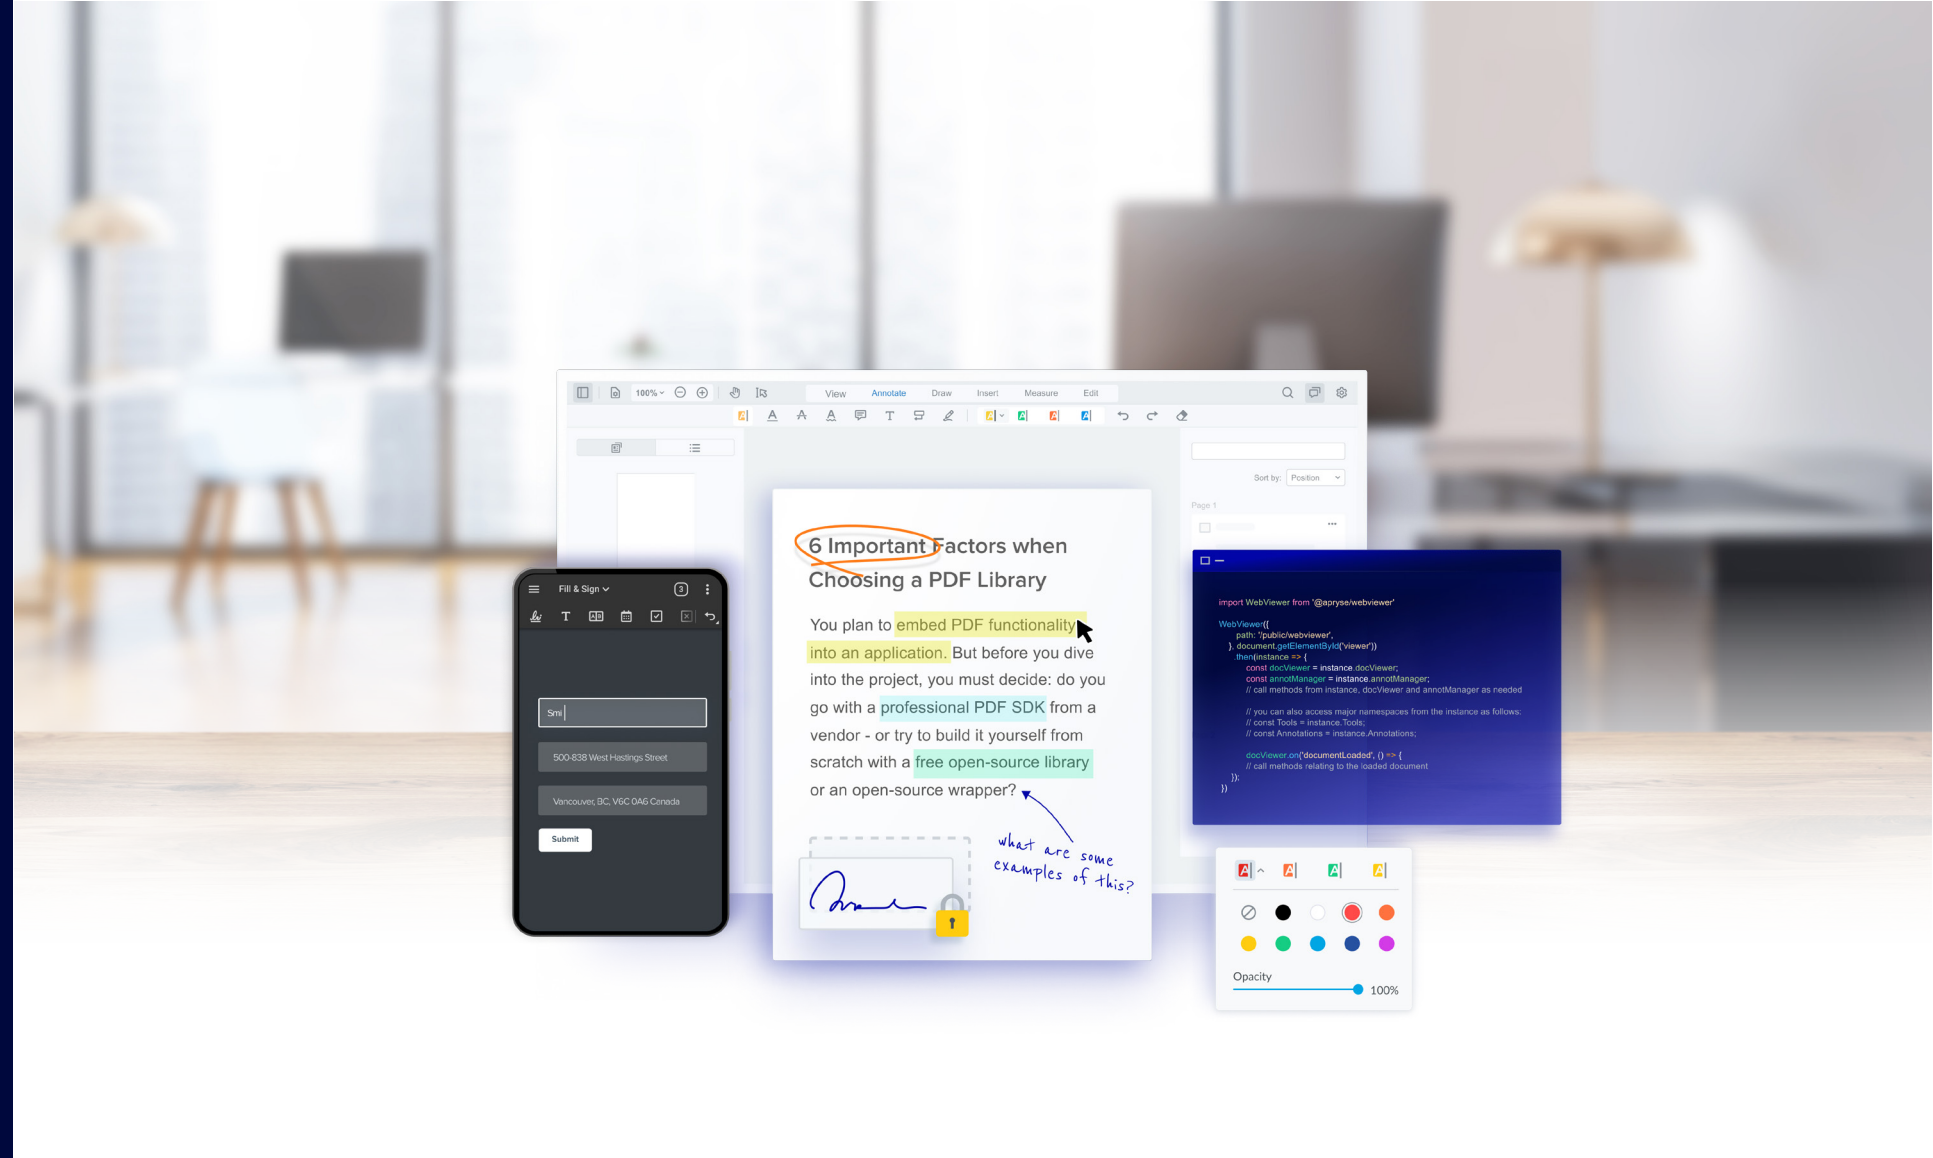 100%
View Annotate Draw Insert Measure Edit
Sort by: Position
Page 1
6 Important Factors when
Choosing a PDF Library
You plan to embed PDF functionality
into an application. But before you dive
into the project, you must decide: do you
go with a professional PDF SDK from a
vendor - or try to build it yourself from
scratch with a free open-source library
or an open-source wrapper?
what are some
examples of this?
Fill & Sign
3
Smi
500-838 West Hastings Street
Vancouver, BC, V6C 0A6 Canada
Submit
import WebViewer from '@apryse/webviewer'
WebViewer({
path: '/public/webviewer',
}, document.getElementById('viewer'))
.then(instance => {
const docViewer = instance.docViewer;
const annotManager = instance.annotManager;
// call methods from instance, docViewer and annotManager as needed
// you can also access major namespaces from the instance as follows:
// const Tools = instance.Tools;
// const Annotations = instance.Annotations;
docViewer.on('documentLoaded', () => {
// call methods relating to the loaded document
});
})
Opacity
100%